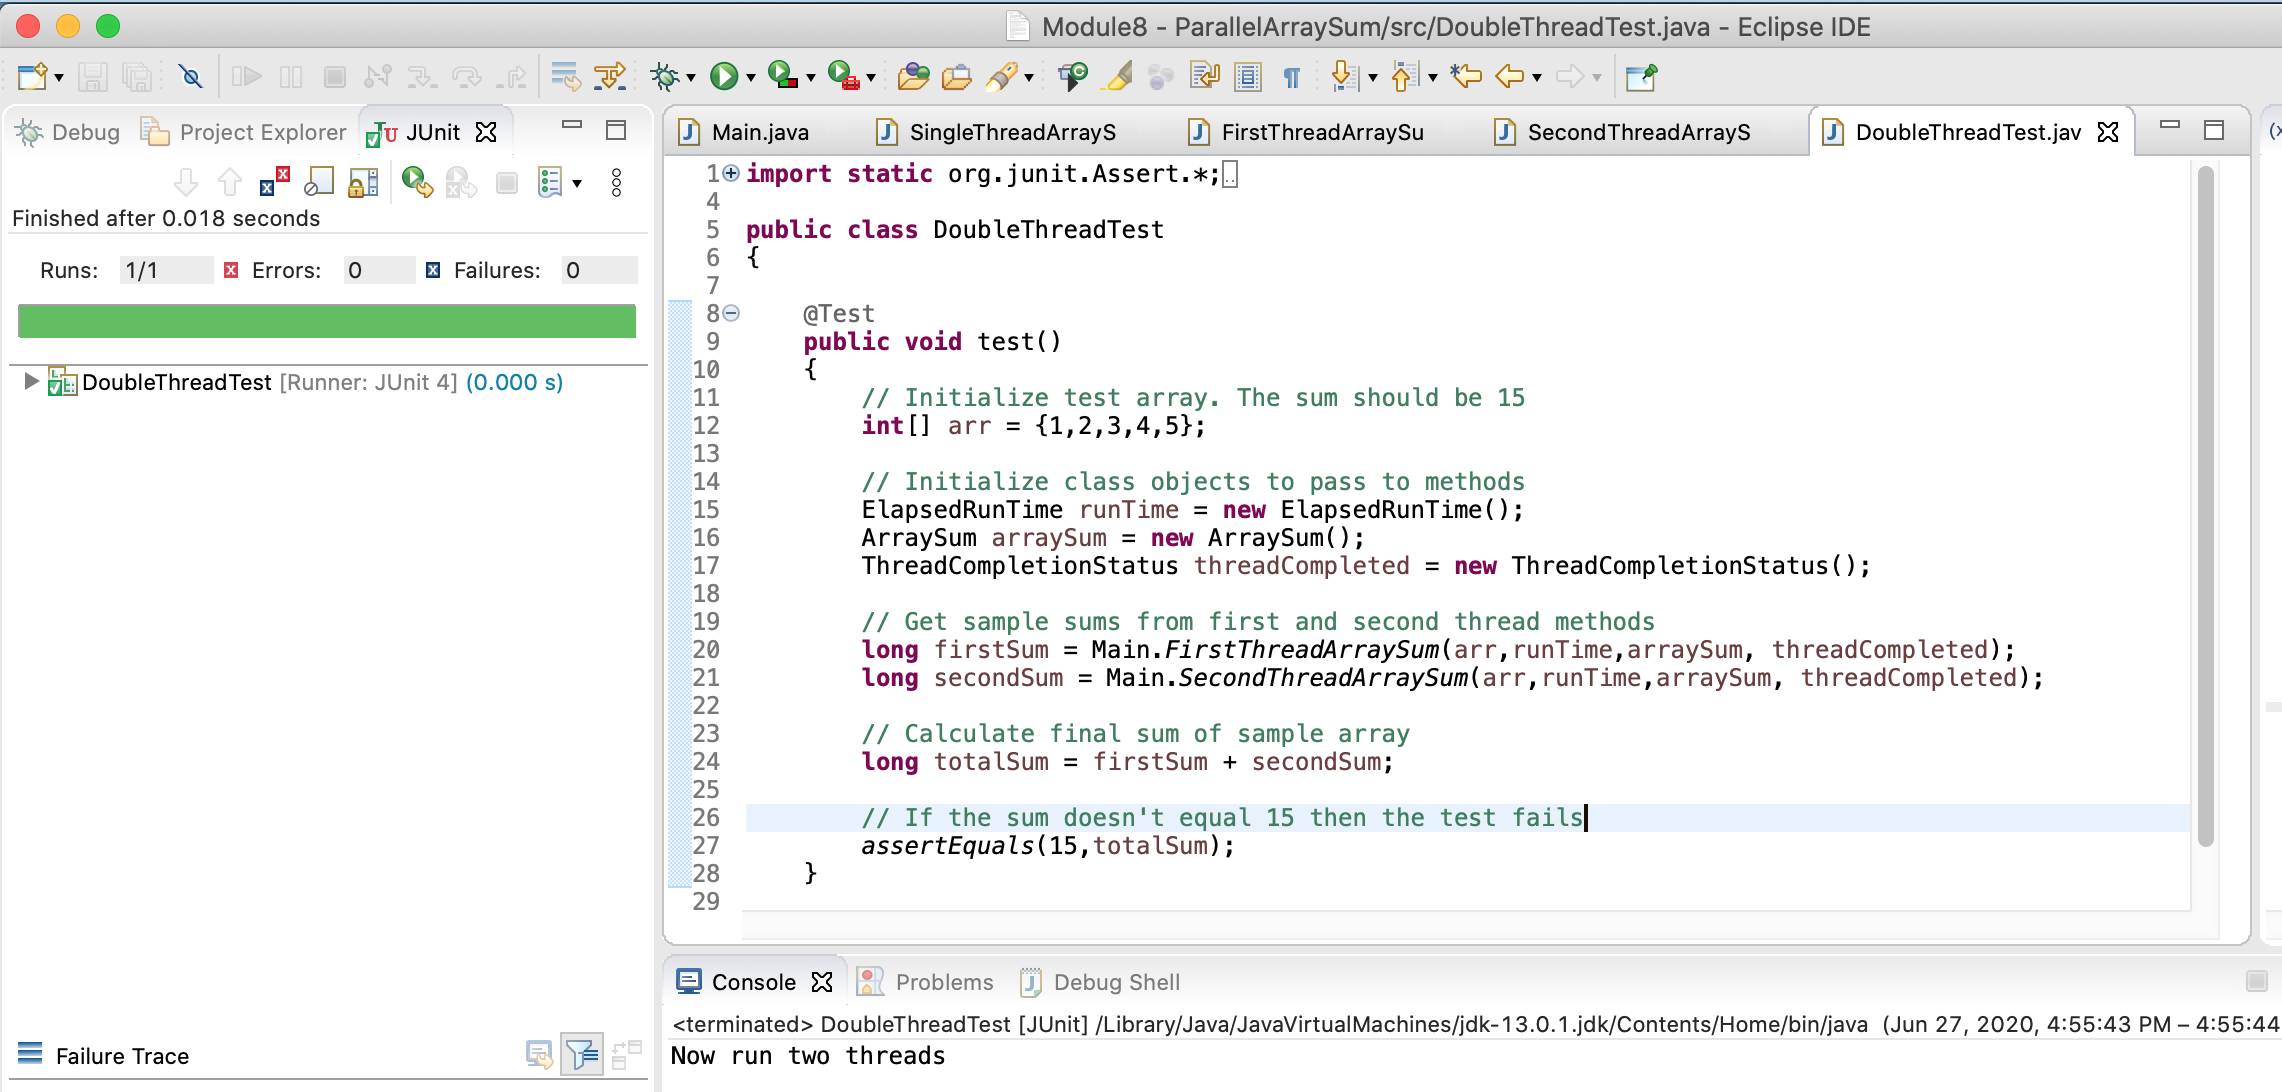 Module8 - ParallelArraySum/src/DoubleThreadTest.java - Eclipse IDE
Debug Project Explorer JUnit
Finished after 0.018 seconds
Runs: 1/1 Errors: 0 Failures: 0
DoubleThreadTest [Runner: JUnit 4] (0.000 s)
Failure Trace
Main.java SingleThreadArrayS FirstThreadArraySu SecondThreadArrayS DoubleThreadTest.jav
1 import static org.junit.Assert.*;
4
5 public class DoubleThreadTest
6 {
7
8 @Test
9 public void test()
10 {
11 // Initialize test array. The sum should be 15
12 int[] arr = {1,2,3,4,5};
13
14 // Initialize class objects to pass to methods
15 ElapsedRunTime runTime = new ElapsedRunTime();
16 ArraySum arraySum = new ArraySum();
17 ThreadCompletionStatus threadCompleted = new ThreadCompletionStatus();
18
19 // Get sample sums from first and second thread methods
20 long firstSum = Main.FirstThreadArraySum(arr,runTime,arraySum, threadCompleted);
21 long secondSum = Main.SecondThreadArraySum(arr,runTime,arraySum, threadCompleted);
22
23 // Calculate final sum of sample array
24 long totalSum = firstSum + secondSum;
25
26 // If the sum doesn't equal 15 then the test fails
27 assertEquals(15,totalSum);
28 }
29
Console Problems Debug Shell
<terminated> DoubleThreadTest [JUnit] /Library/Java/JavaVirtualMachines/jdk-13.0.1.jdk/Contents/Home/bin/java (Jun 27, 2020, 4:55:43 PM – 4:55:44
Now run two threads